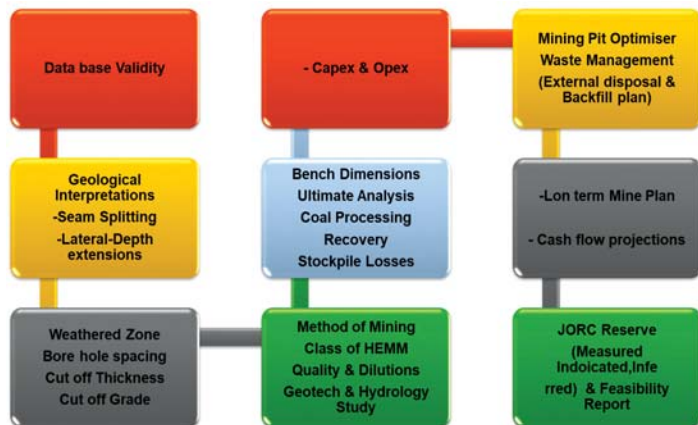 Data base Validity
Geological
Interpretations
-Seam Splitting
-Lateral-Depth
extensions
Weathered Zone
Bore hole spacing
Cut off Thickness
Cut off Grade
Method of Mining
Class of HEMM
Quality & Dilutions
Geotech & Hydrology
Study
Bench Dimensions
Ultimate Analysis
Coal Processing
Recovery
Stockpile Losses
- Capex & Opex
Mining Pit Optimiser
Waste Management
(External disposal &
Backfill plan)
-Lon term Mine Plan
- Cash flow projections
JORC Reserve
(Measured
Indoicated,Infe
rred) & Feasibility
Report